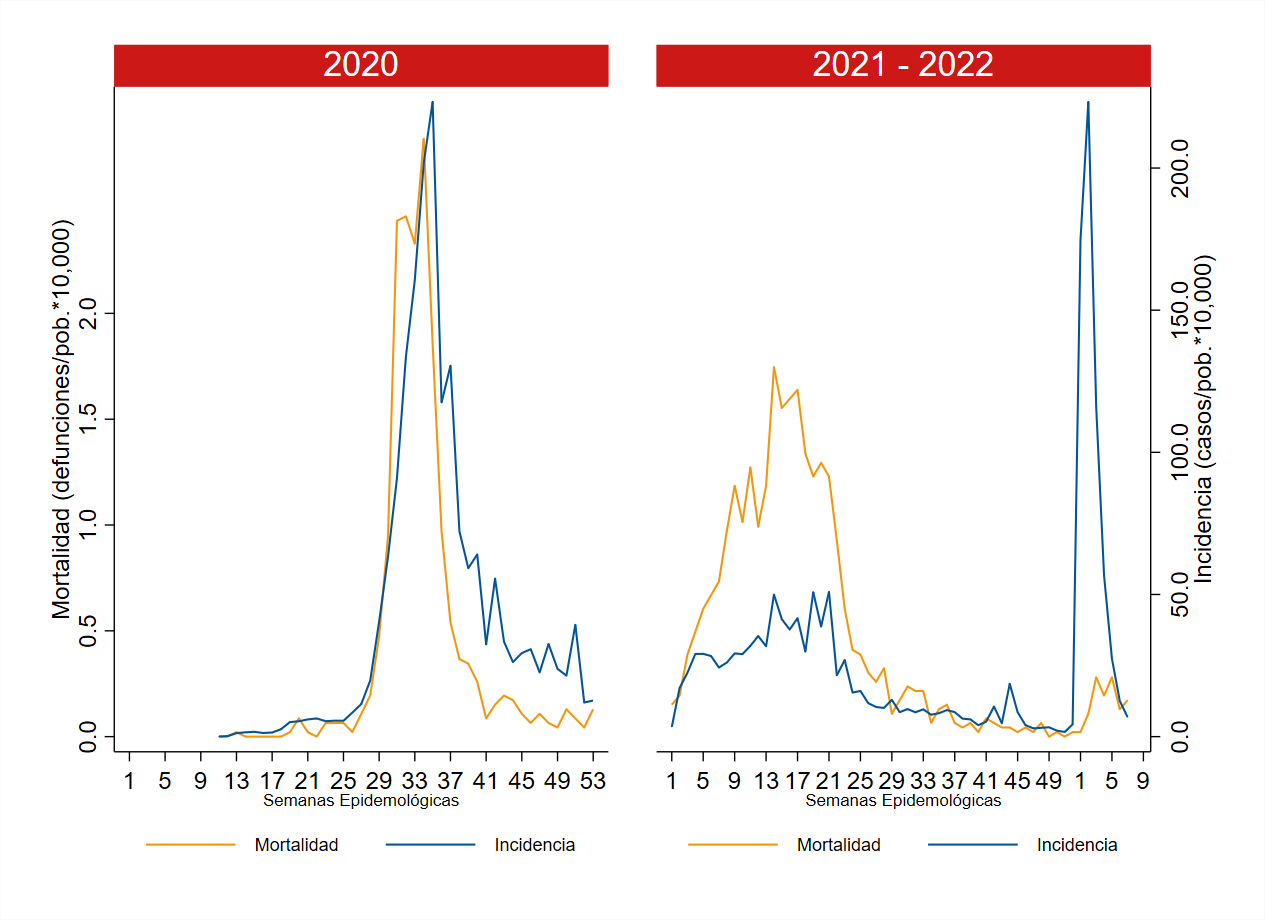 2020
2021 - 2022
Mortalidad (defunciones/pob.*10,000)
0.0 0.5 1.0 1.5 2.0
1 5 9 13 17 21 25 29 33 37 41 45 49 53
Semanas Epidemológicas
Mortalidad Incidencia
1 5 9 13 17 21 25 29 33 37 41 45 49 1 5 9
Semanas Epidemológicas
Mortalidad Incidencia
0.0 50.0 100.0 150.0 200.0
Incidencia (casos/pob.*10,000)